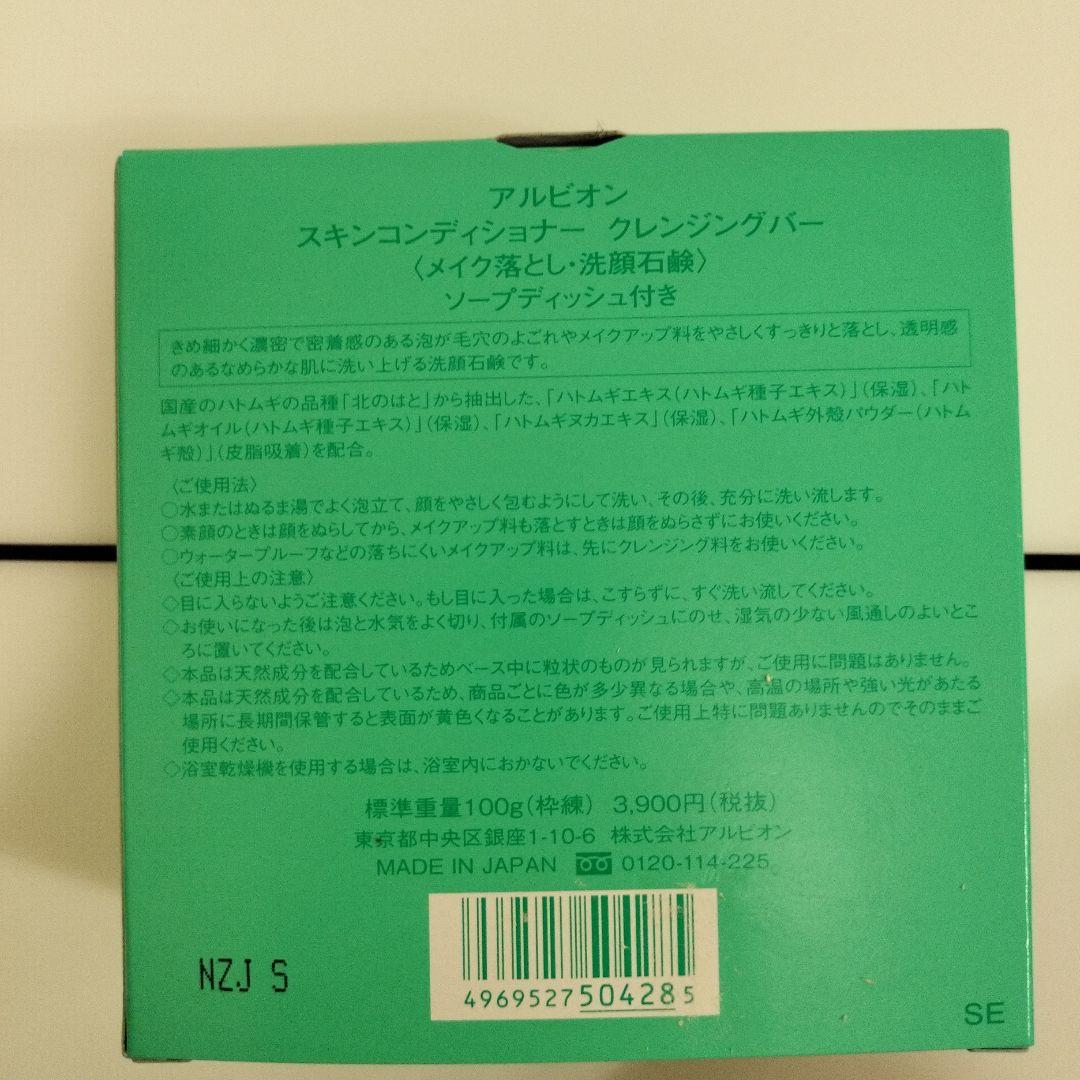 アルビオン
スキンコンディショナー クレンジングバー
〈メイク落とし・洗顔石鹸〉
ソープディッシュ付き
きめ細かく濃密で密着感のある泡が毛穴のよごれやメイクアップ料をやさしくすっきりと落とし、透明感
のあるなめらかな肌に洗い上げる洗顔石鹸です。
国産のハトムギの品種「北のはと」から抽出した、「ハトムギエキス(ハトムギ種子エキス)」(保湿)、「ハト
ムギオイル(ハトムギ種子エキス)」(保湿)、「ハトムギヌカエキス」(保湿)、「ハトムギ外殻パウダー(ハトム
ギ殻)」(皮脂吸着)を配合。
〈ご使用法〉
○水またはぬるま湯でよく泡立て、顔をやさしく包むようにして洗い、その後、充分に洗い流します。
○素顔のときは顔をぬらしてから、メイクアップ料も落とすときは顔をぬらさずにお使いください。
○ウォータープルーフなどの落ちにくいメイクアップ料は、先にクレンジング料をお使いください。
〈ご使用上の注意〉
◇目に入らないようご注意ください。もし目に入った場合は、こすらずに、すぐ洗い流してください。
◇お使いになった後は泡と水気をよく切り、付属のソープディッシュにのせ、湿気の少ない風通しのよいとこ
ろに置いてください。
◇本品は天然成分を配合しているためベース中に粒状のものが見られますが、ご使用に問題はありません。
◇本品は天然成分を配合しているため、商品ごとに色が多少異なる場合や、高温の場所や強い光があたる
場所に長期間保管すると表面が黄色くなることがあります。ご使用上特に問題ありませんのでそのままご
使用ください。
◇浴室乾燥機を使用する場合は、浴室内におかないでください。
標準重量100g(枠練) 3,900円(税抜)
東京都中央区銀座1-10-6 株式会社アルビオン
MADE IN JAPAN 0120-114-225
4969527504285
NZJ S
SE